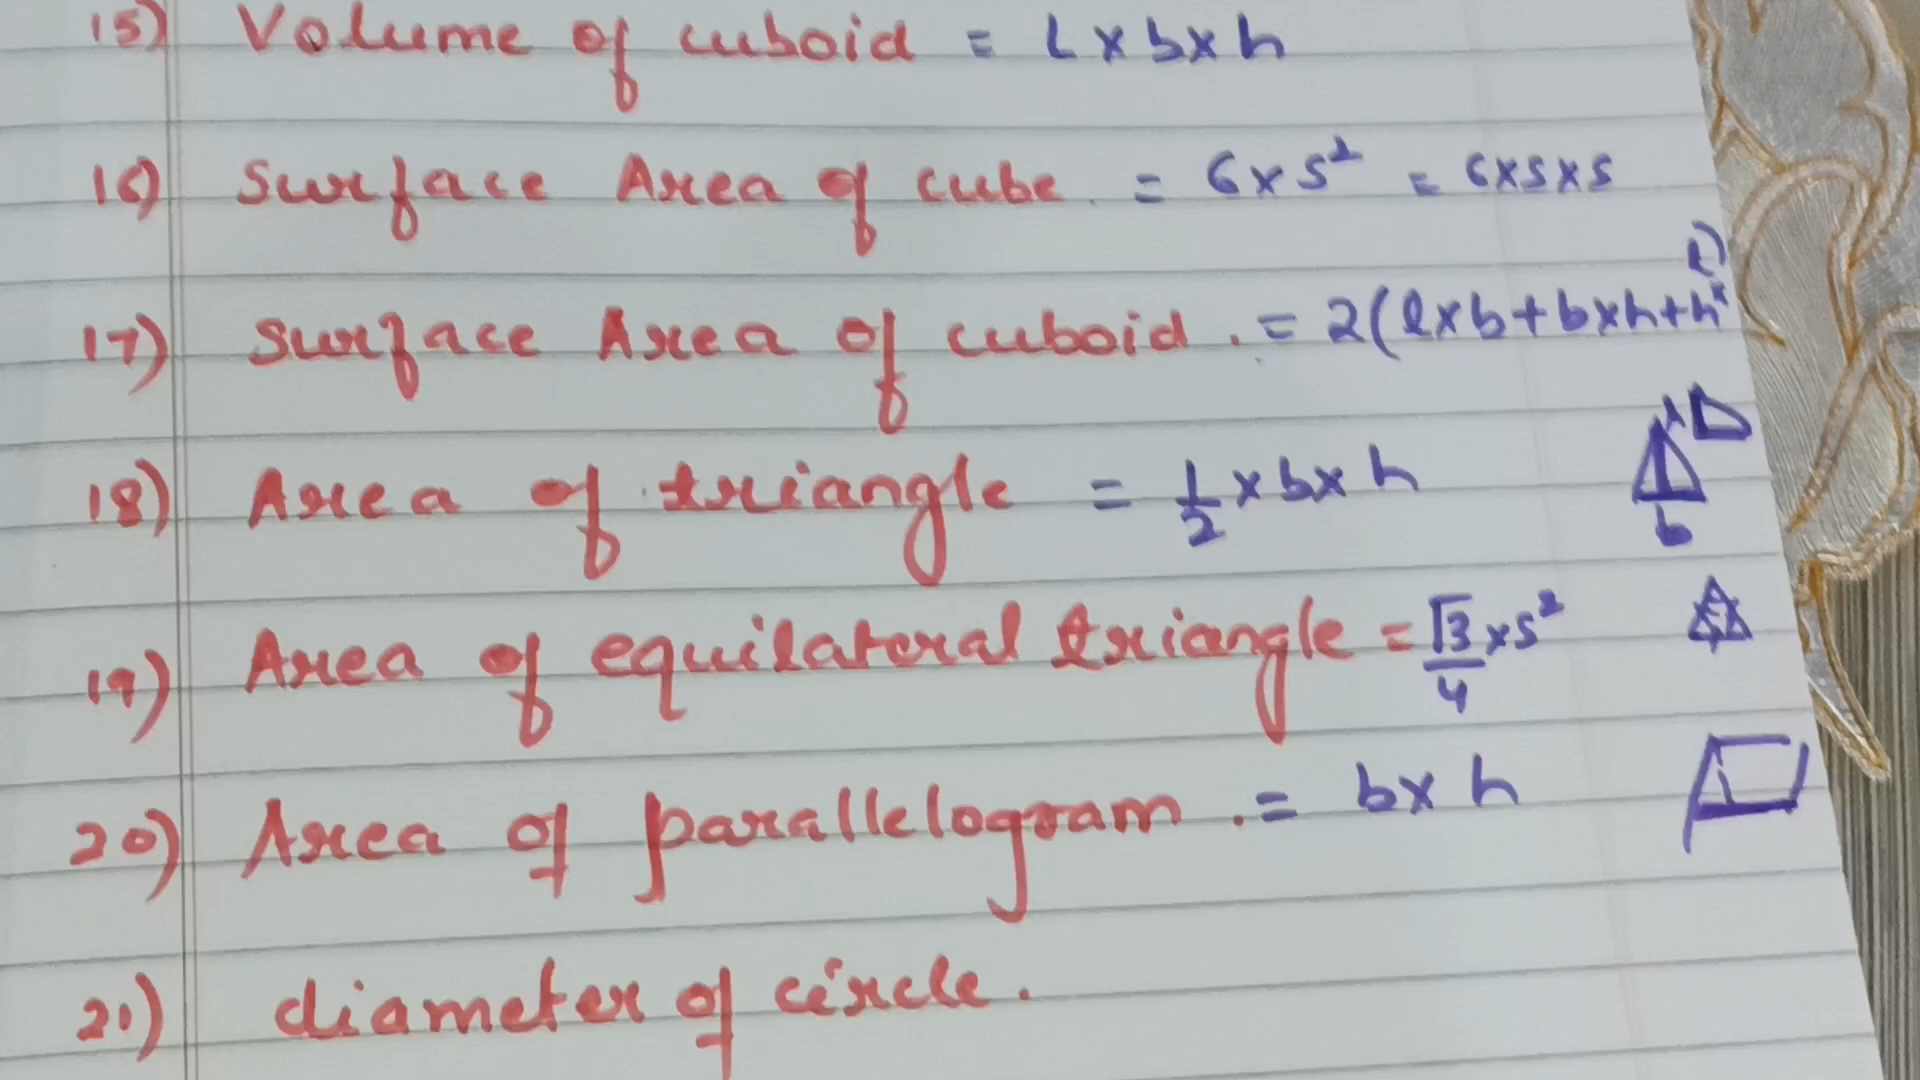 15) Volume of cuboid = L × b × h
16) Surface Area of cube. = 6 × s² = 6×s×s
17) Surface Area of cuboid. = 2(l×b+b×h+h×l)
18) Area of triangle = 1/2 × b × h
b
19) Area of equilateral triangle = √3/4 × s²
20) Area of parallelogram. = b × h
21) diameter of circle.